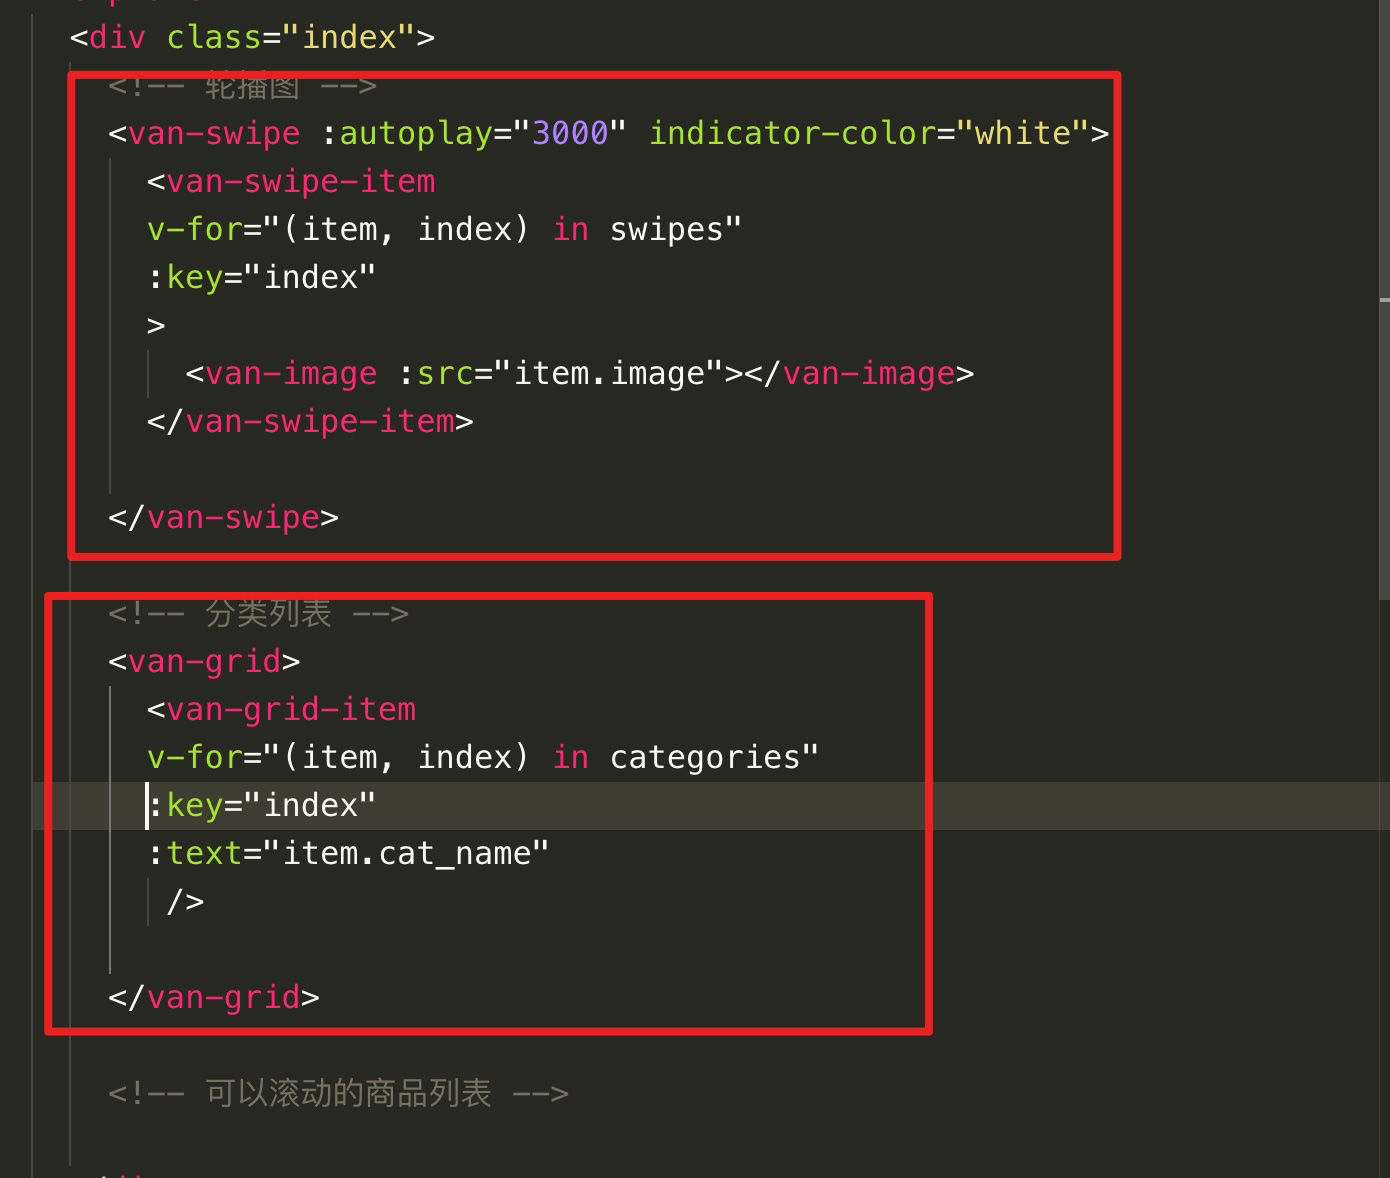 <div class="index">
<!-- 轮播图 -->
<van-swipe :autoplay="3000" indicator-color="white">
<van-swipe-item
v-for="(item, index) in swipes"
:key="index"
>
<van-image :src="item.image"></van-image>
</van-swipe-item>
</van-swipe>
<!-- 分类列表 -->
<van-grid>
<van-grid-item
v-for="(item, index) in categories"
:key="index"
:text="item.cat_name"
/>
</van-grid>
<!-- 可以滚动的商品列表 -->